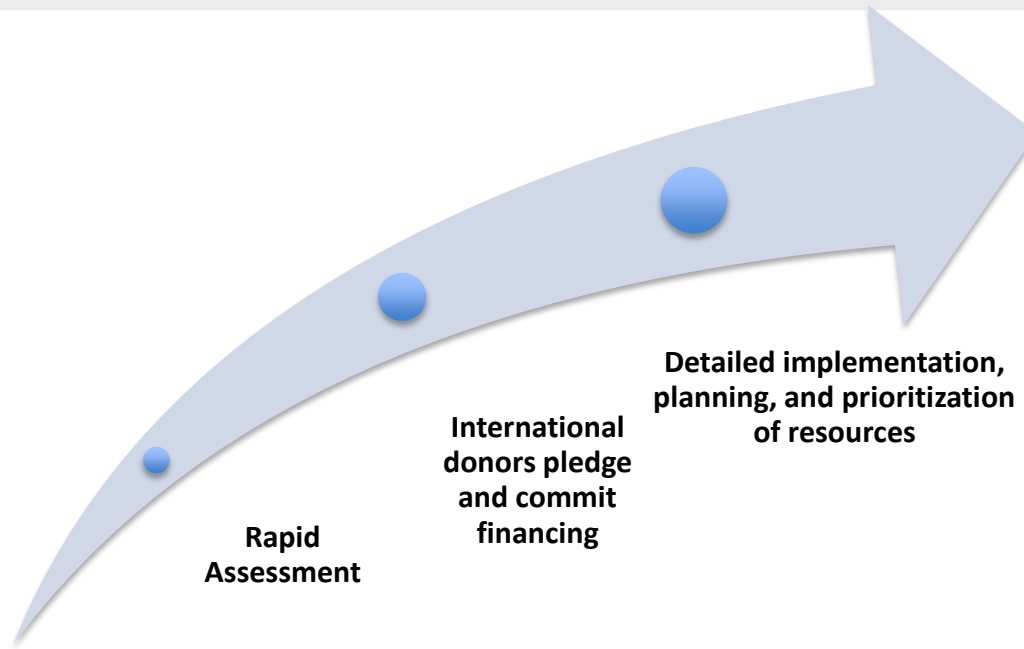 Rapid
Assessment
International
donors pledge
and commit
financing
Detailed implementation,
planning, and prioritization
of resources